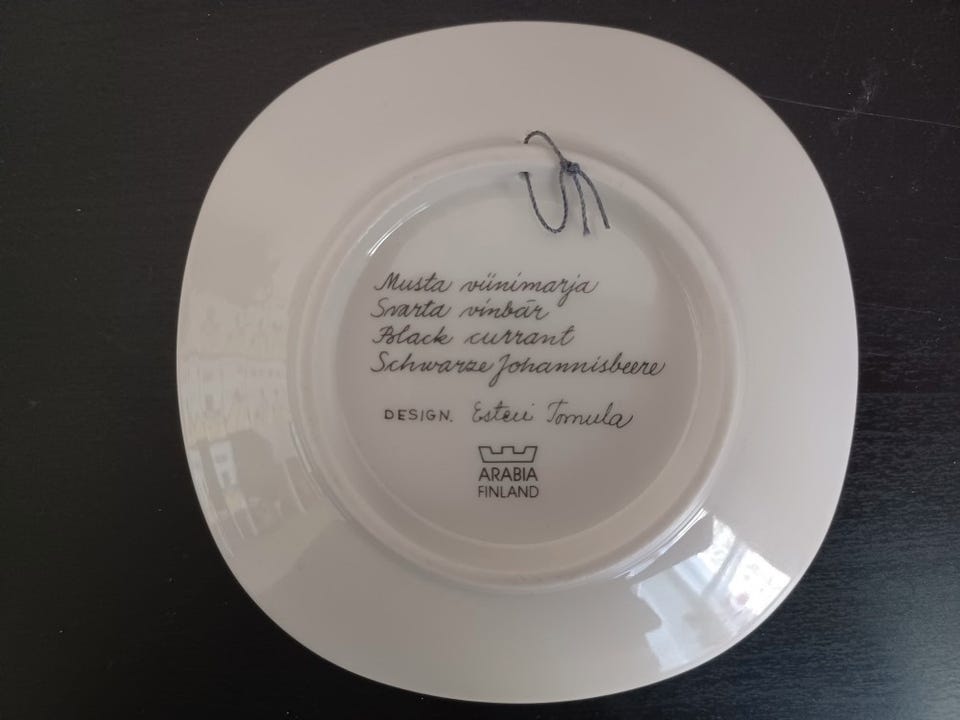 Musta viinimarja
Svarta vinbär
Black currant
Schwarze Johannisbeere
DESIGN. Esteri Tomula
ARABIA
FINLAND